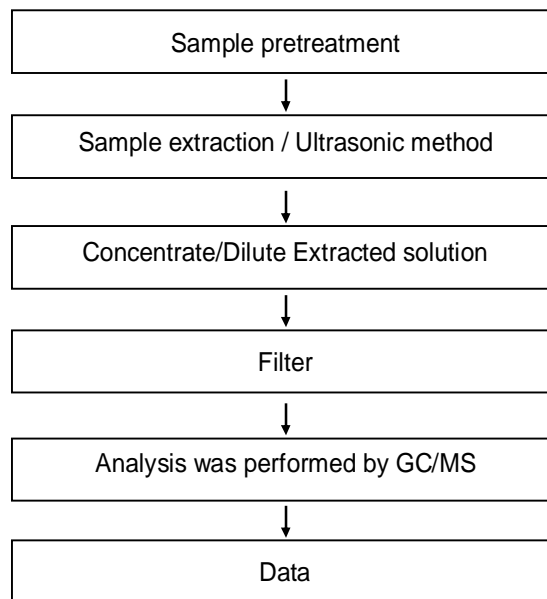 Sample pretreatment
Sample extraction / Ultrasonic method
Concentrate/Dilute Extracted solution
Filter
Analysis was performed by GC/MS
Data